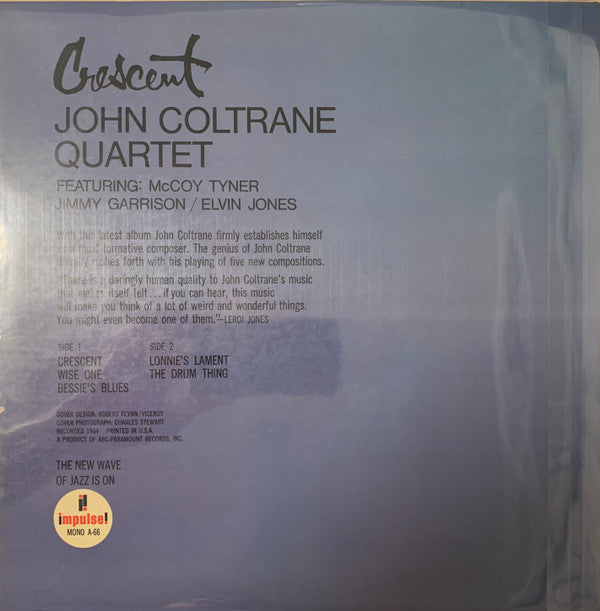 Crescent
JOHN COLTRANE
QUARTET
FEATURING: McCOY TYNER
JIMMY GARRISON / ELVIN JONES
With this latest album John Coltrane firmly establishes himself
as a most formative composer. The genius of John Coltrane
literally rushes forth with his playing of five new compositions.
"There is a daringly human quality to John Coltrane's music
that makes itself felt...if you can hear, this music
will make you think of a lot of weird and wonderful things.
You might even become one of them."—LEROI JONES
SIDE 1
CRESCENT
WISE ONE
BESSIE'S BLUES
SIDE 2
LONNIE'S LAMENT
THE DRUM THING
COVER DESIGN: ROBERT FLYNN/VICEROY
COVER PHOTOGRAPH: CHARLES STEWART
RECORDED 1964 PRINTED IN U.S.A.
A PRODUCT OF ABC-PARAMOUNT RECORDS, INC.
THE NEW WAVE
OF JAZZ IS ON
impulse!
MONO A-66